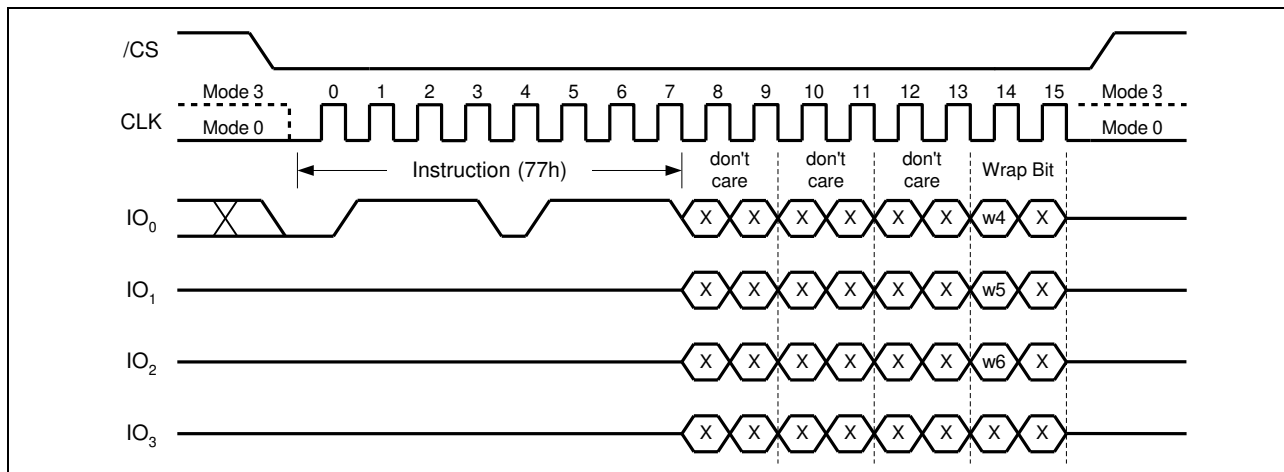 /CS
Mode 3 0 1 2 3 4 5 6 7 8 9 10 11 12 13 14 15 Mode 3
CLK
Mode 0 Mode 0
Instruction (77h) don't care don't care don't care Wrap Bit
IO0 X X X X X X X w4 X
IO1 X X X X X X w5 X
IO2 X X X X X X w6 X
IO3 X X X X X X X X